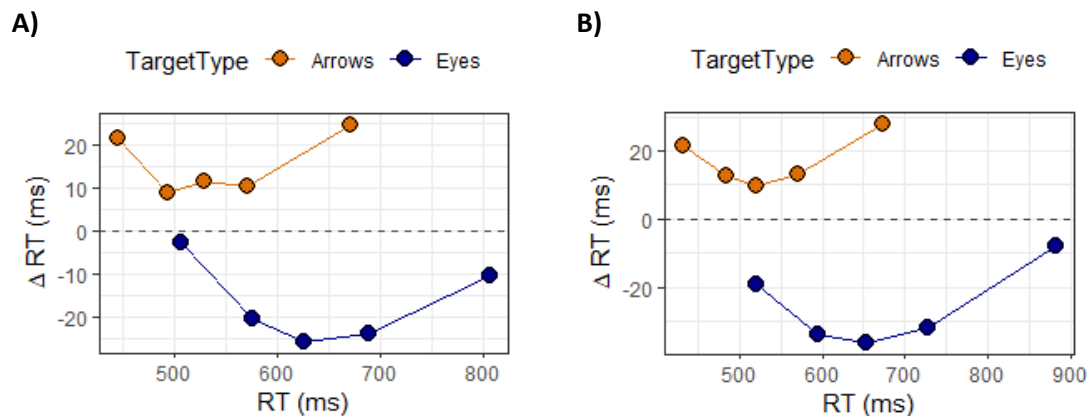 A)
TargetType Arrows Eyes
20
10
0
-10
-20
Δ RT (ms)
500 600 700 800
RT (ms)
B)
TargetType Arrows Eyes
20
0
-20
Δ RT (ms)
500 600 700 800 900
RT (ms)